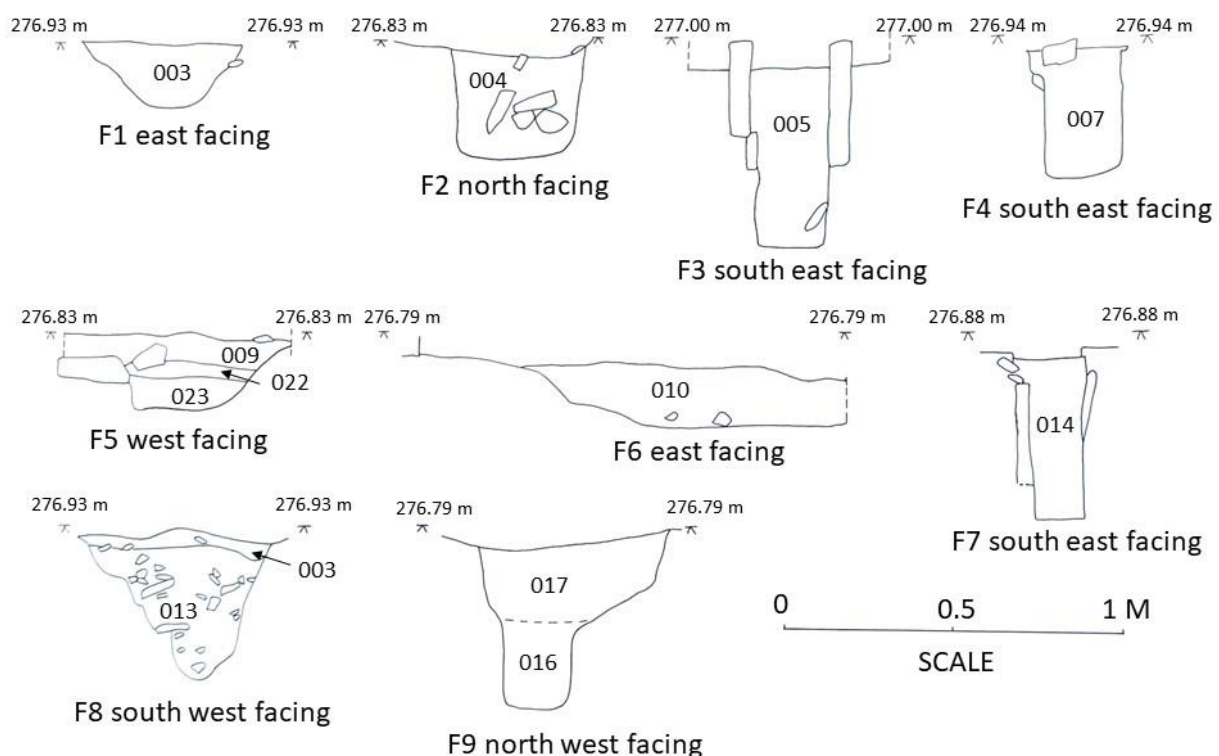 276.93 m 276.93 m
003
F1 east facing
276.83 m 276.83 m
004
F2 north facing
277.00 m 277.00 m
005
F3 south east facing
276.94 m 276.94 m
007
F4 south east facing
276.83 m 276.83 m
009
022
023
F5 west facing
276.79 m 276.79 m
010
F6 east facing
276.88 m 276.88 m
014
F7 south east facing
276.93 m 276.93 m
003
013
F8 south west facing
276.79 m 276.79 m
017
016
F9 north west facing
0 0.5 1 M
SCALE